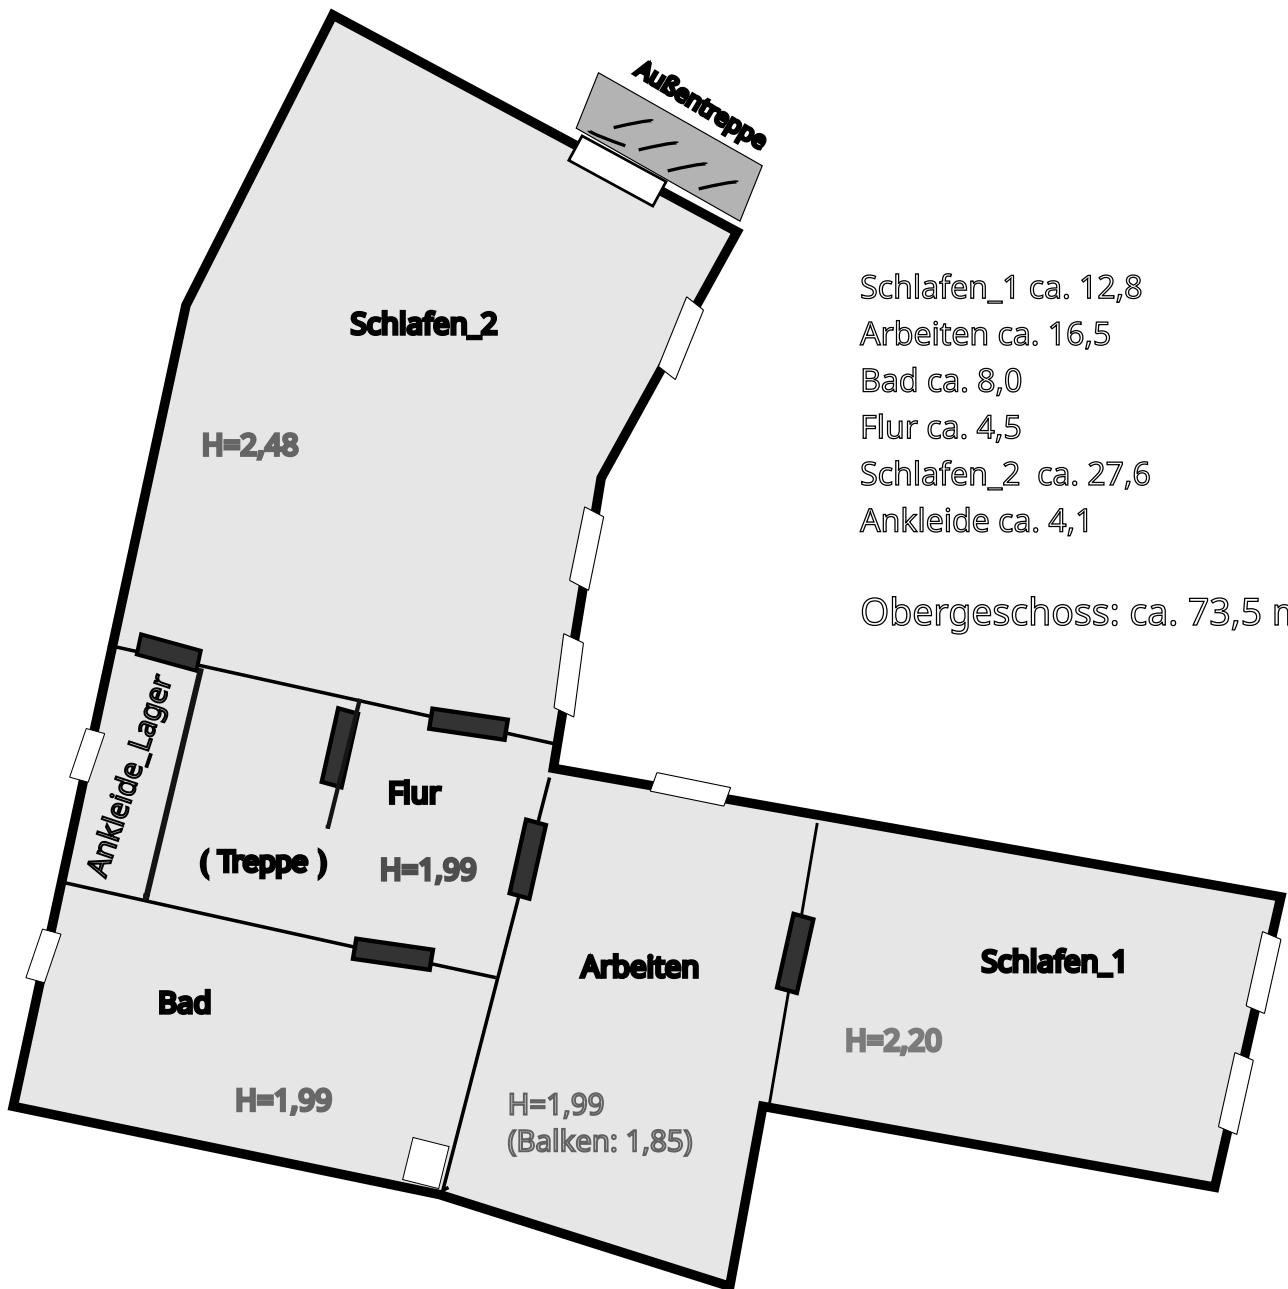 Außentreppe
Schlafen_1 ca. 12,8
Arbeiten ca. 16,5
Bad ca. 8,0
Flur ca. 4,5
Schlafen_2 ca. 27,6
Ankleide ca. 4,1
Obergeschoss: ca. 73,5
Schlafen_2
H=2,48
Ankleide_Lager
Flur
( Treppe )
H=1,99
Arbeiten
Schlafen_1
Bad
H=2,20
H=1,99
H=1,99
(Balken: 1,85)